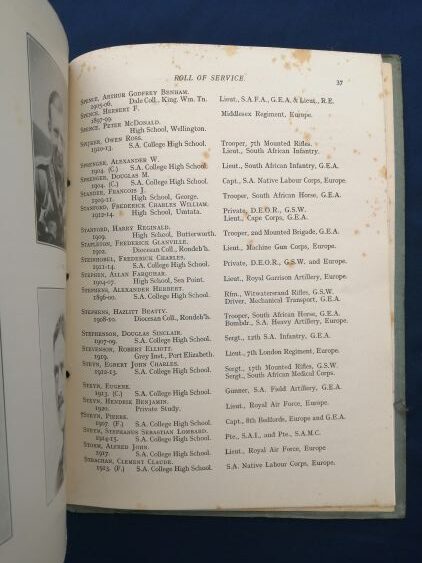 ROLL OF SERVICE 37
SPENCE, ARTHUR GODFREY BENHAM.
1905-06. Dale Coll., King. Wm. Tn. Lieut., S.A.F.A., G.E.A. & Lieut., R.E.
SPENCE, HERBERT F.
1897-99. Middlesex Regiment, Europe.
SPENCE, PETER MCDONALD.
High School, Wellington.
SPIJKER, OWEN ROSS. Trooper, 7th Mounted Rifles.
1910-13. S.A. College High School. Lieut., South African Infantry.
SPRENGER, ALEXANDER W.
1904. (C.) S.A. College High School. Lieut., South African Infantry, G.E.A.
SPRENGER, DOUGLAS M.
1904. (C.) S.A. College High School. Capt., S.A. Native Labour Corps, Europe.
STANDER, FRANCOIS J.
1909-11. High School, George. Trooper, South African Horse, G.E.A.
STANFORD, FREDERICK CHARLES WILLIAM. Private, D.E.O.R., G.S.W.
1912-14. High School, Umtata. Lieut., Cape Corps, G.E.A.
STANFORD, HARRY REGINALD.
1909. High School, Butterworth. Trooper, 2nd Mounted Brigade, G.E.A.
STAPLETON, FREDERICK GLANVILLE.
1902. Diocesan Coll., Rondeb'h. Lieut., Machine Gun Corps, Europe.
STEINHOBEL, FREDERICK CHARLES.
1911-14. S.A. College High School. Private, D.E.O.R., G.S.W. and Europe.
STEPHEN, ALLAN FARQUHAR.
1904-07. High School, Sea Point. Lieut., Royal Garrison Artillery, Europe.
STEPHENS, ALEXANDER HERBERT. Rfm., Witwatersrand Rifles, G.S.W.
1896-00. S.A. College High School. Driver, Mechanical Transport, G.E.A.
STEPHENS, HAZLITT BEATTY. Trooper, South African Horse, G.E.A.
1908-10. Diocesan Coll., Rondeb'h. Bombdr., S.A. Heavy Artillery, Europe.
STEPHENSON, DOUGLAS SINCLAIR.
1907-09. S.A. College High School. Sergt., 12th S.A. Infantry, G.E.A.
STEVENSON, ROBERT ELLIOTT.
1919. Grey Inst., Port Elizabeth. Lieut., 7th London Regiment, Europe.
STEYN, EGBERT JOHN CHARLES. Sergt., 17th Mounted Rifles, G.S.W.
1912-13. S.A. College High School. Sergt., South African Medical Corps.
STEYN, EUGENE.
1913. (C.) S.A. College High School. Gunner, S.A. Field Artillery, G.E.A.
STEYN, HENDRIK BENJAMIN.
1920. Private Study. Lieut., Royal Air Force, Europe.
†STEYN, PIERRE.
1907. (F.) S.A. College High School. Capt., 8th Bedfords, Europe and G.E.A.
STEYN, STEPHANUS SEBASTIAN LOMBARD.
1914-15. S.A. College High School. Pte., S.A.I., and Pte., S.A.M.C.
STORM, ALFRED JOHN.
1917. S.A. College High School. Lieut., Royal Air Force, Europe
STRACHAN, CLEMENT CLAUDE.
1903. (F.) S.A. College High School. S.A. Native Labour Corps, Europe.